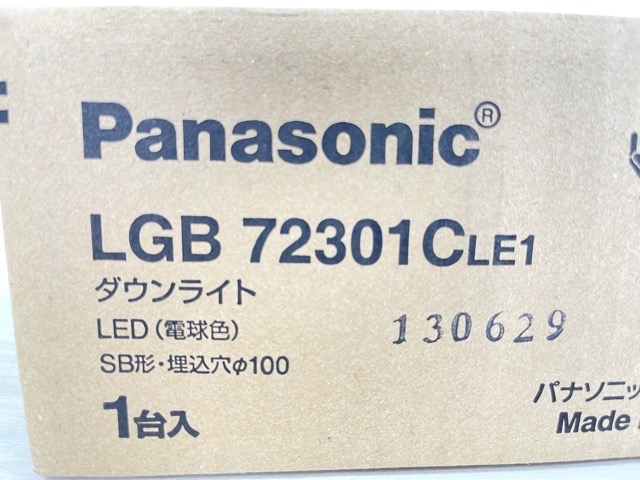 Panasonic®
LGB 72301CLE1
ダウンライト
LED(電球色)
130629
SB形・埋込穴φ100
1台入
パナソニッ
Made